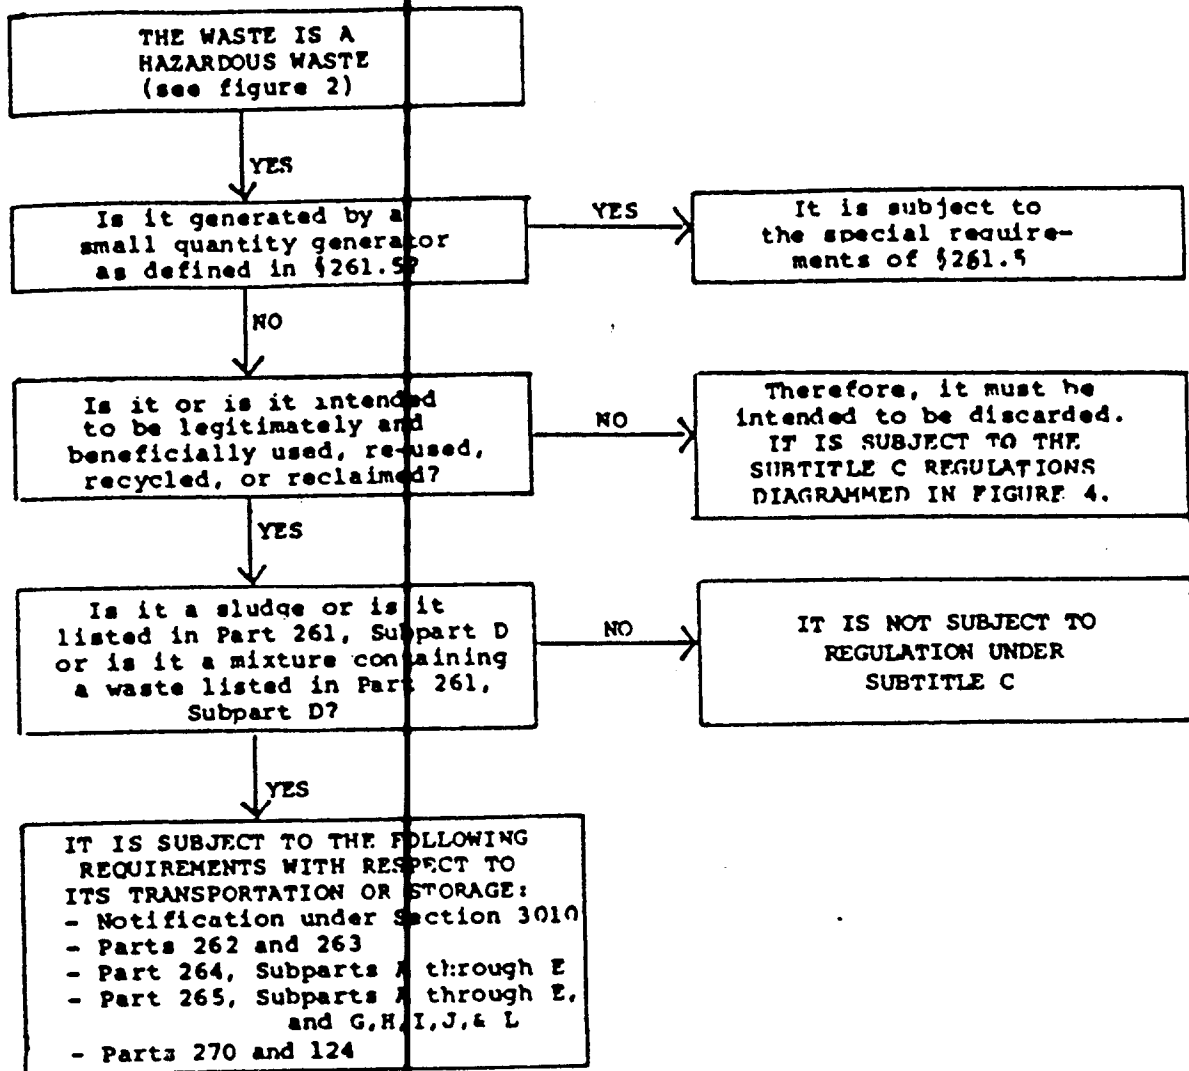 THE WASTE IS A
HAZARDOUS WASTE
(see figure 2)
YES
Is it generated by a
small quantity generator
as defined in §261.5?
YES
It is subject to
the special require-
ments of §261.5
NO
Is it or is it intended
to be legitimately and
beneficially used, re-used,
recycled, or reclaimed?
NO
Therefore, it must be
intended to be discarded.
IT IS SUBJECT TO THE
SUBTITLE C REGULATIONS
DIAGRAMMED IN FIGURE 4.
YES
Is it a sludge or is it
listed in Part 261, Subpart D
or is it a mixture containing
a waste listed in Part 261,
Subpart D?
NO
IT IS NOT SUBJECT TO
REGULATION UNDER
SUBTITLE C
YES
IT IS SUBJECT TO THE FOLLOWING
REQUIREMENTS WITH RESPECT TO
ITS TRANSPORTATION OR STORAGE:
- Notification under Section 3010
- Parts 262 and 263
- Part 264, Subparts A through E
- Part 265, Subparts A through E,
and G,H,I,J,& L
- Parts 270 and 124